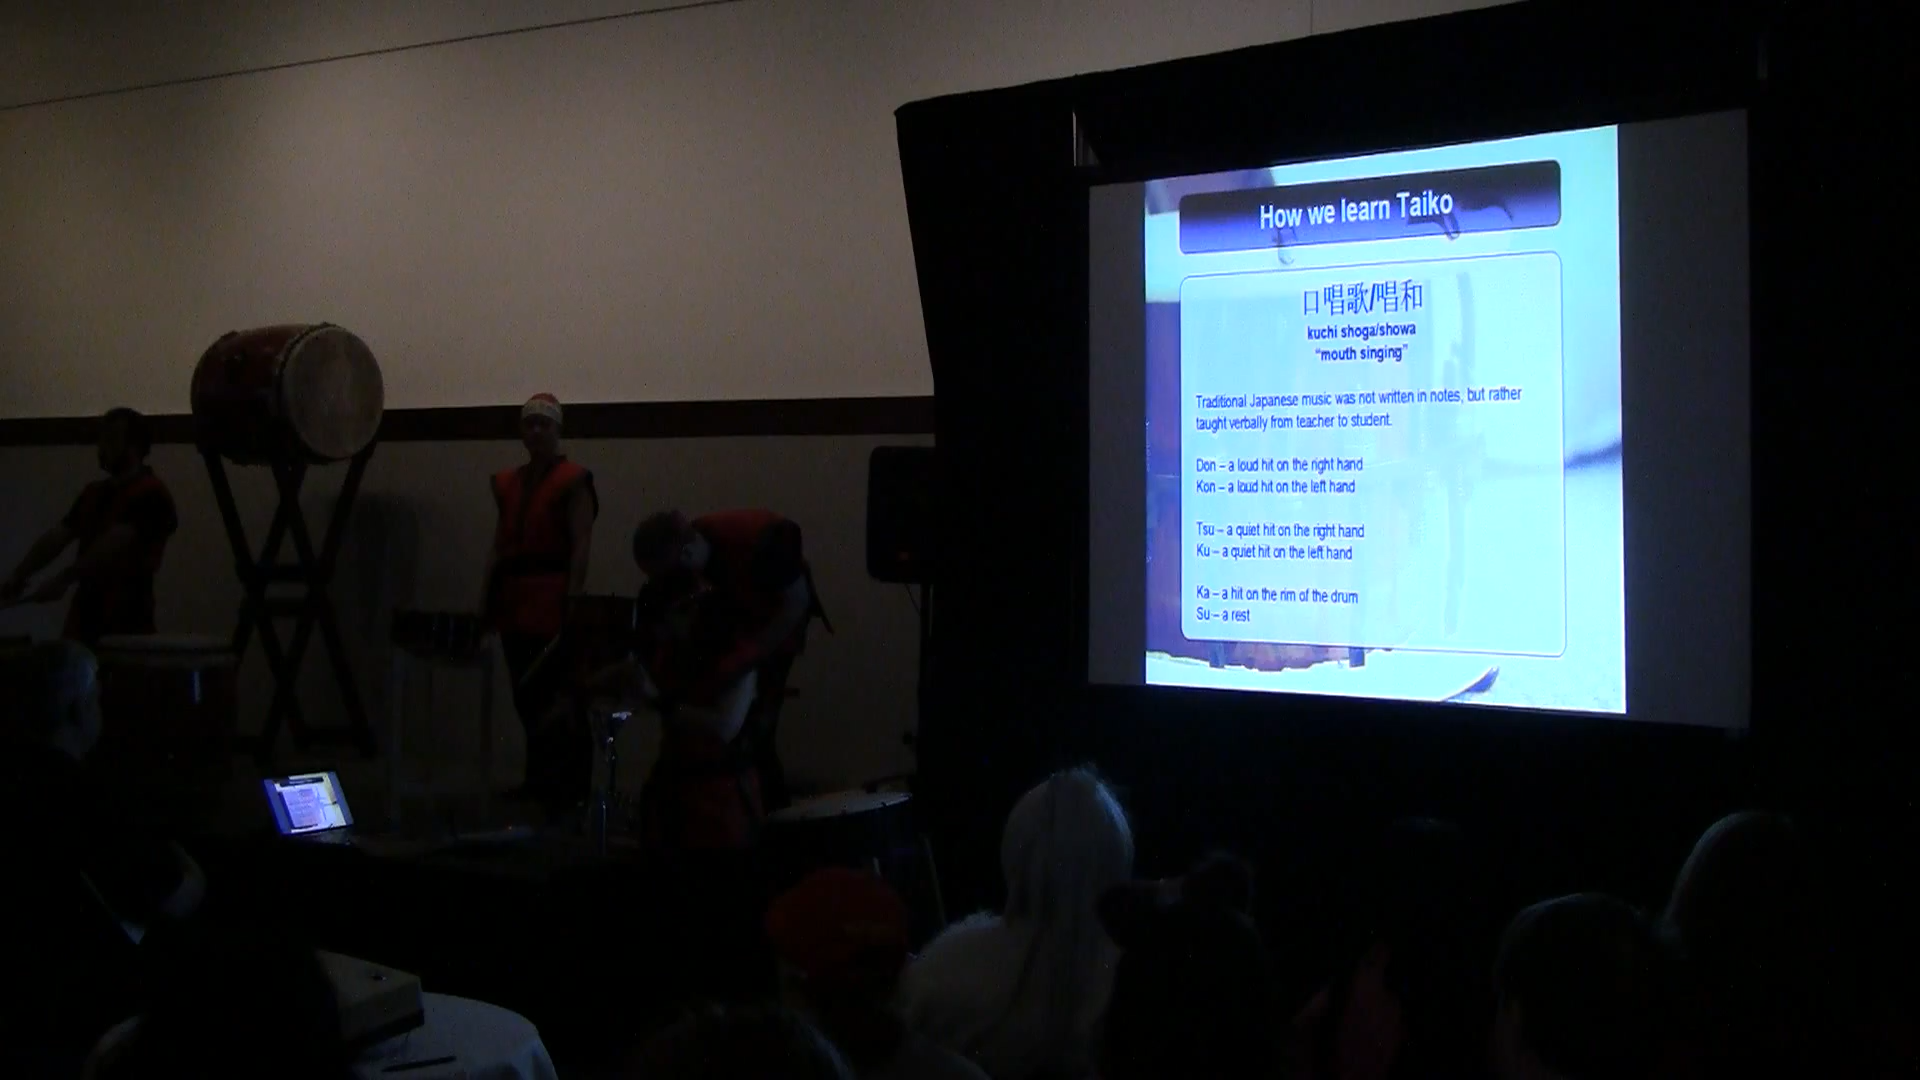 How we learn Taiko
口唱歌/唱和
kuchi shoga/showa
“mouth singing”
Traditional Japanese music was not written in notes, but rather
taught verbally from teacher to student.
Don – a loud hit on the right hand
Kon – a loud hit on the left hand
Tsu – a quiet hit on the right hand
Ku – a quiet hit on the left hand
Ka – a hit on the rim of the drum
Su – a rest